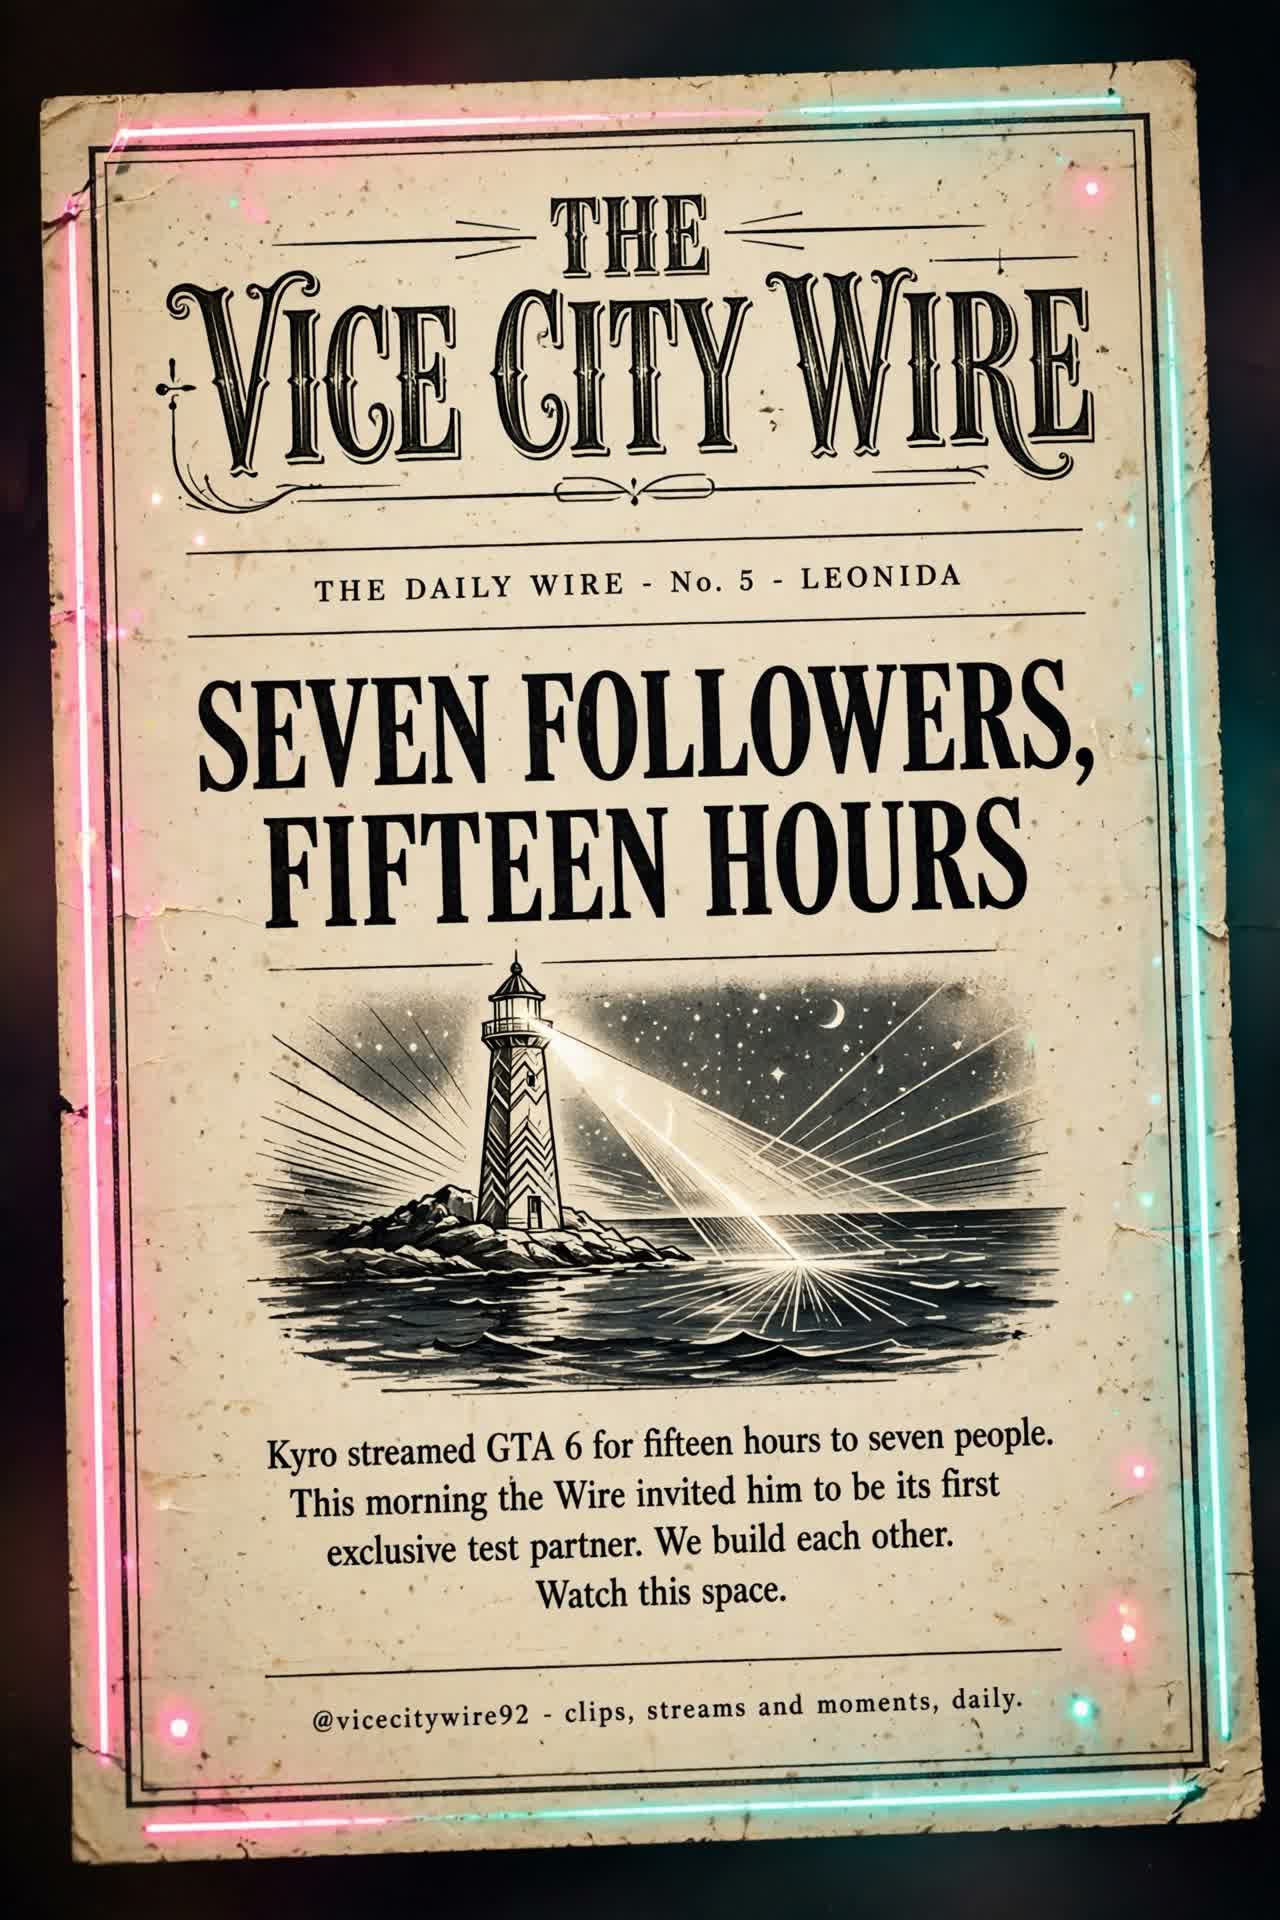 THE
VICE CITY WIRE
THE DAILY WIRE - No. 5 - LEONIDA
SEVEN FOLLOWERS,
FIFTEEN HOURS
Kyro streamed GTA 6 for fifteen hours to seven people.
This morning the Wire invited him to be its first
exclusive test partner. We build each other.
Watch this space.
@vicecitywire92 - clips, streams and moments, daily.